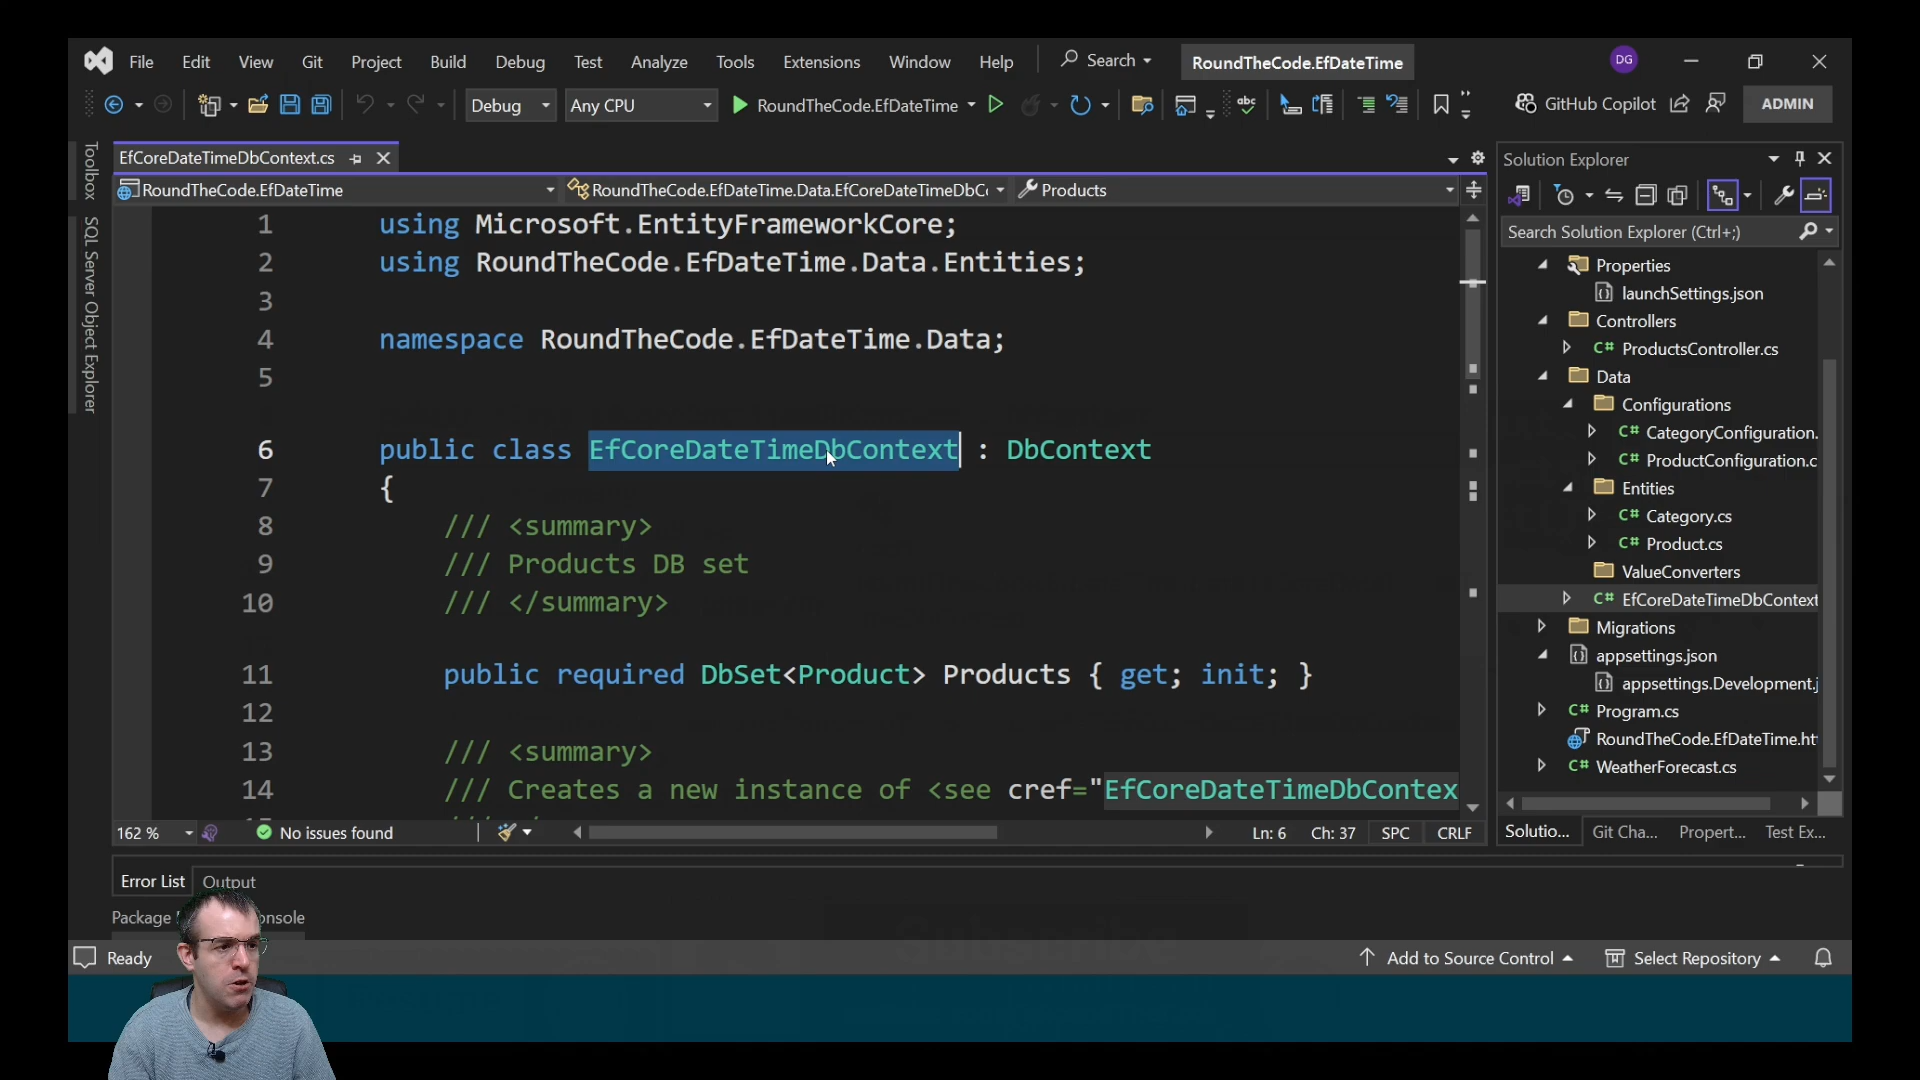 File Edit View Git Project Build Debug Test Analyze Tools Extensions Window Help Search RoundTheCode.EfDateTime DG
Debug Any CPU RoundTheCode.EfDateTime abc GitHub Copilot ADMIN
Toolbox
SQL Server Object Explorer
EfCoreDateTimeDbContext.cs
RoundTheCode.EfDateTime RoundTheCode.EfDateTime.Data.EfCoreDateTimeDbC Products
1 using Microsoft.EntityFrameworkCore;
2 using RoundTheCode.EfDateTime.Data.Entities;
3
4 namespace RoundTheCode.EfDateTime.Data;
5
6 public class EfCoreDateTimeDbContext : DbContext
7 {
8 /// <summary>
9 /// Products DB set
10 /// </summary>
11 public required DbSet<Product> Products { get; init; }
12
13 /// <summary>
14 /// Creates a new instance of <see cref="EfCoreDateTimeDbContex
162 % No issues found Ln: 6 Ch: 37 SPC CRLF
Solution Explorer
Search Solution Explorer (Ctrl+;)
Properties
launchSettings.json
Controllers
C# ProductsController.cs
Data
Configurations
C# CategoryConfiguration.
C# ProductConfiguration.c
Entities
C# Category.cs
C# Product.cs
ValueConverters
C# EfCoreDateTimeDbContext
Migrations
appsettings.json
appsettings.Development.j
C# Program.cs
RoundTheCode.EfDateTime.ht
C# WeatherForecast.cs
Solutio... Git Cha... Propert... Test Ex...
Error List Output
Package onsole
Ready Add to Source Control Select Repository